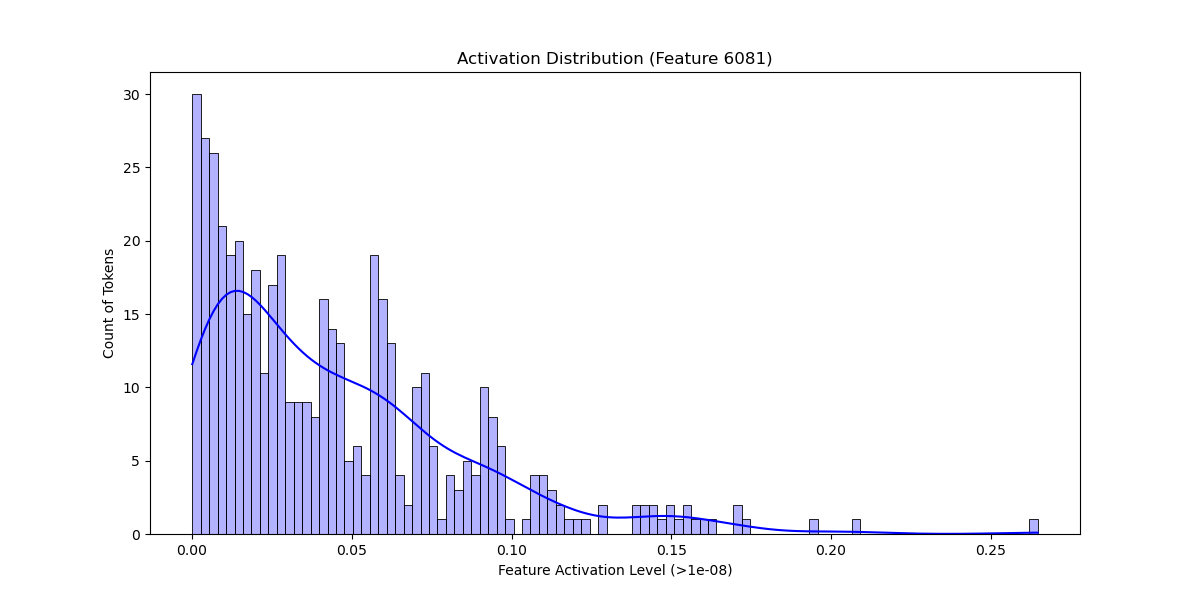 Activation Distribution (Feature 6081)
30
25
20
15
10
5
0
Count of Tokens
0.00 0.05 0.10 0.15 0.20 0.25
Feature Activation Level (>1e-08)